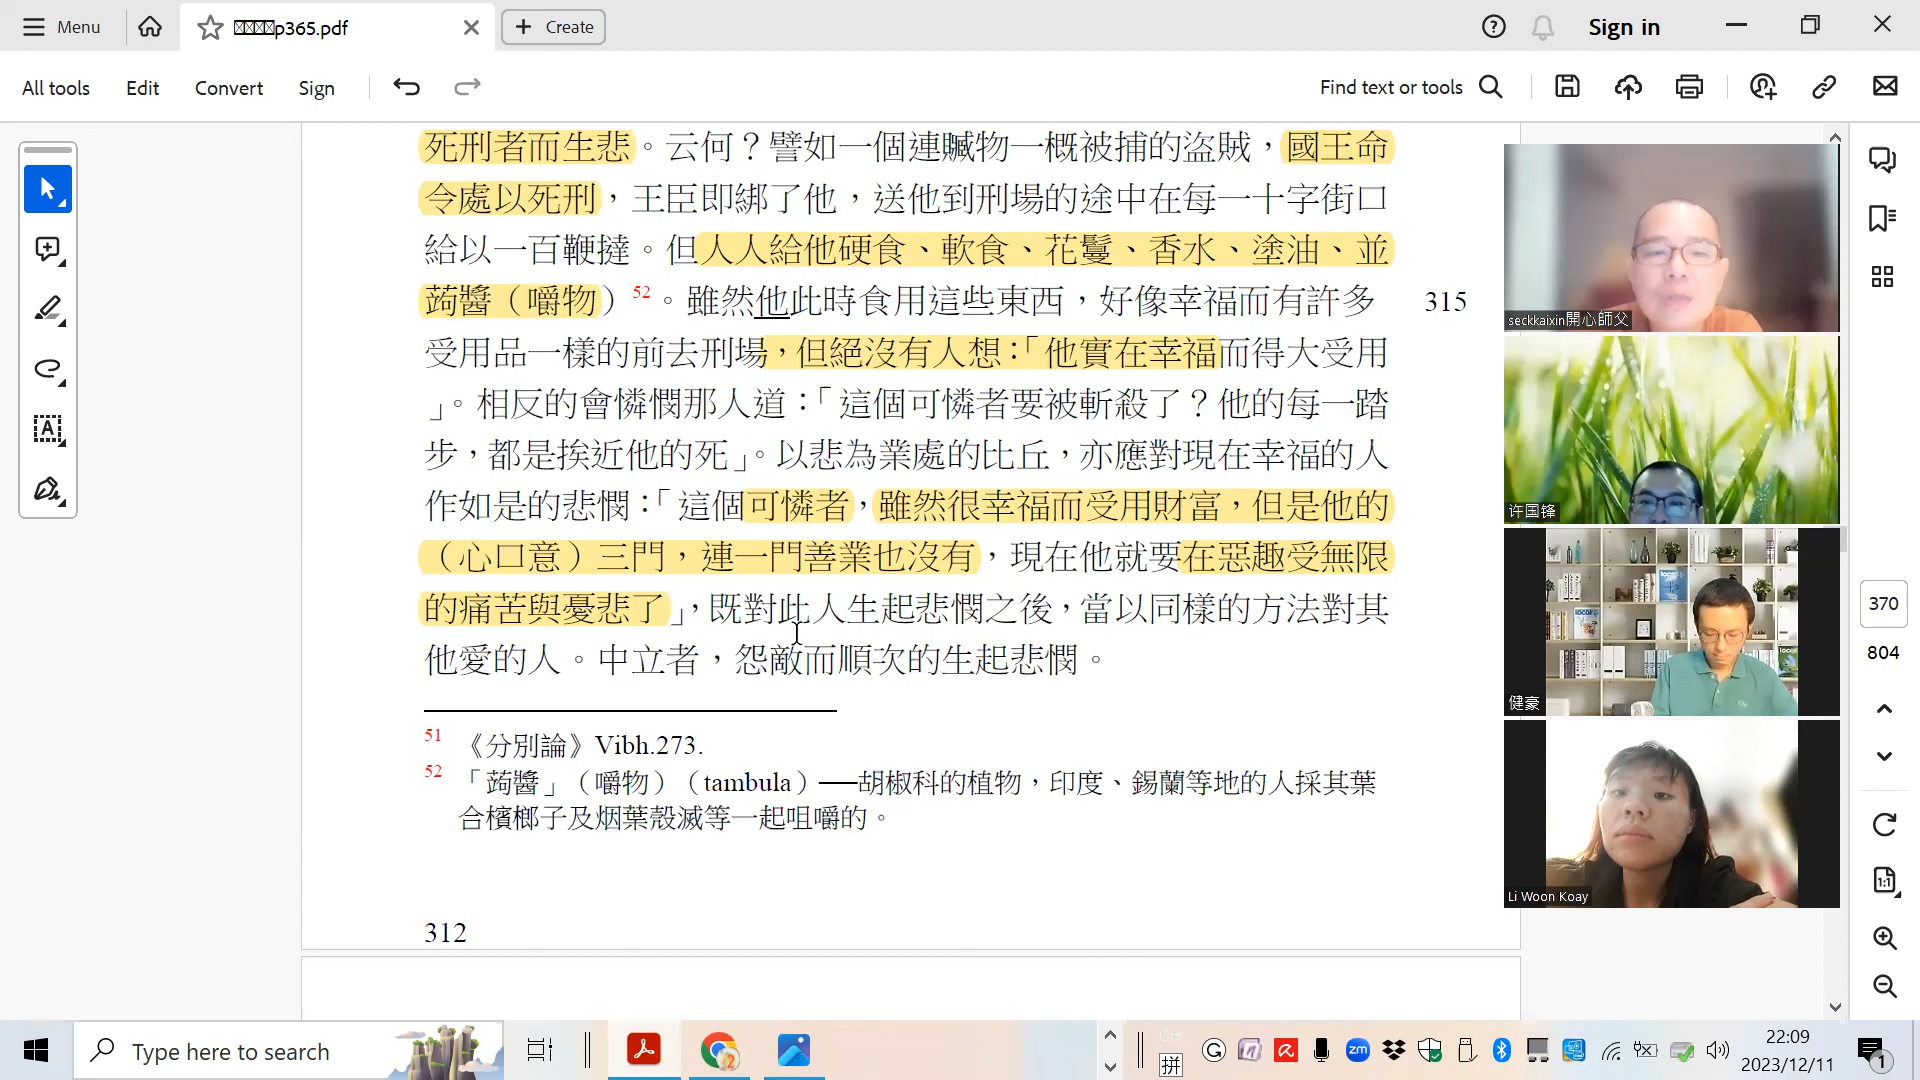 Menu
p365.pdf
Create
Sign in
All tools
Edit
Convert
Sign
Find text or tools
死刑者而生悲。云何？譬如一個連贓物一概被捕的盜賊，國王命
令處以死刑，王臣即綁了他，送他到刑場的途中在每一十字街口
給以一百鞭撻。但人人給他硬食、軟食、花鬘、香水、塗油、並
蒟醬（嚼物）52。雖然他此時食用這些東西，好像幸福而有許多
315
受用品一樣的前去刑場，但絕沒有人想：「他實在幸福而得大受用
」。相反的會憐憫那人道：「這個可憐者要被斬殺了？他的每一踏
步，都是挨近他的死」。以悲為業處的比丘，亦應對現在幸福的人
作如是的悲憫：「這個可憐者，雖然很幸福而受用財富，但是他的
（心口意）三門，連一門善業也沒有，現在他就要在惡趣受無限
的痛苦與憂悲了」，既對此人生起悲憫之後，當以同樣的方法對其
他愛的人。中立者，怨敵而順次的生起悲憫。
51 《分別論》Vibh.273.
52 「蒟醬」（嚼物）（tambula）──胡椒科的植物，印度、錫蘭等地的人採其葉
合檳榔子及烟葉殼滅等一起咀嚼的。
312
seckkaixin開心師父
许国锋
健豪
Li Woon Koay
370
804
Type here to search
拼
zm
22:09
2023/12/11
1